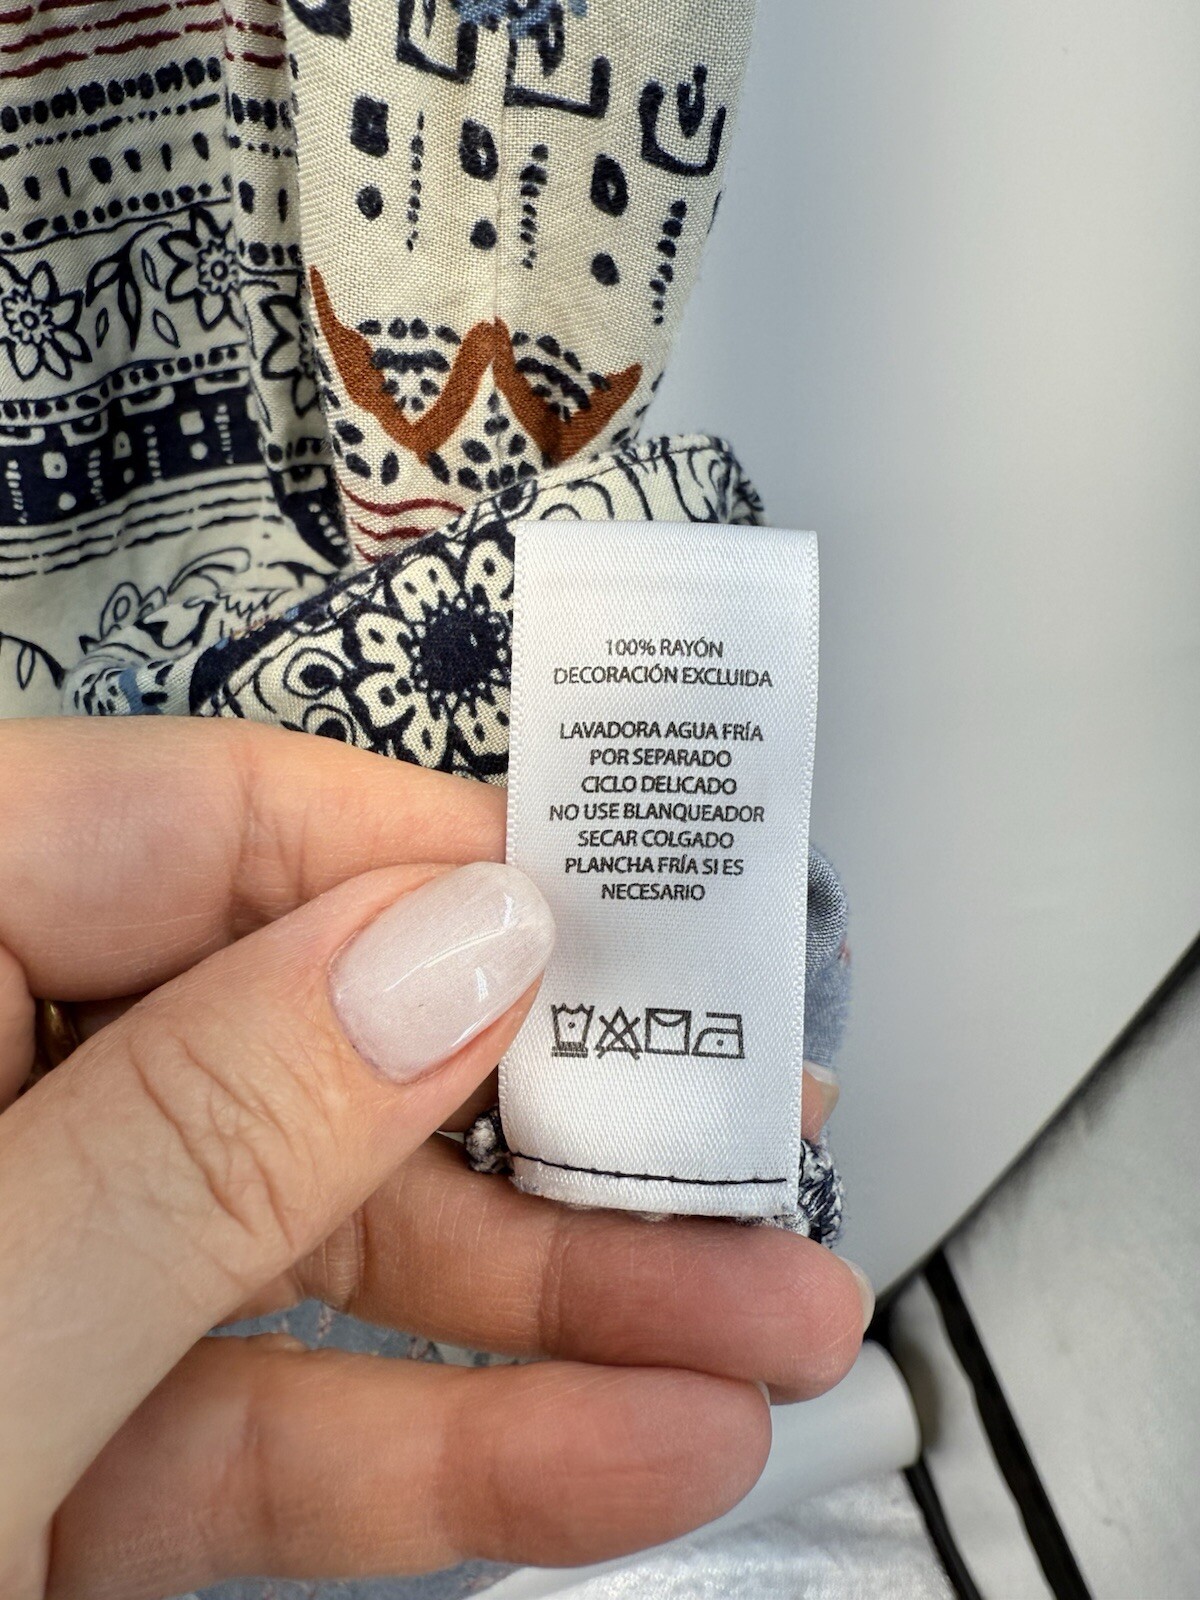 100% RAYÓN
DECORACIÓN EXCLUIDA
LAVADORA AGUA FRÍA
POR SEPARADO
CICLO DELICADO
NO USE BLANQUEADOR
SECAR COLGADO
PLANCHA FRÍA SI ES
NECESARIO